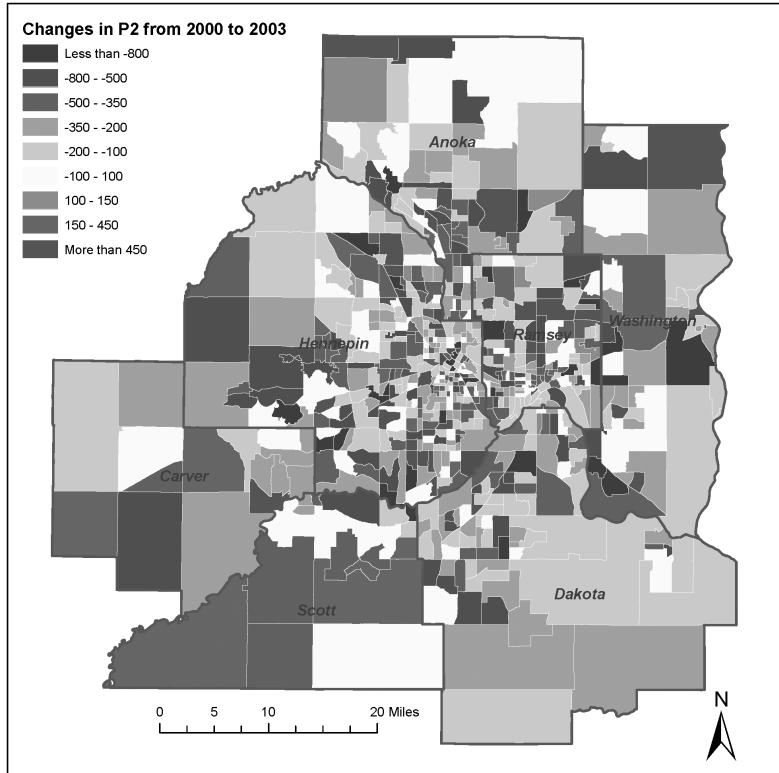 Changes in P2 from 2000 to 2003
Less than -800
-800 - -500
-500 - -350
-350 - -200
-200 - -100
-100 - 100
100 - 150
150 - 450
More than 450
Anoka
Hennepin
Ramsey
Washington
Carver
Scott
Dakota
0 5 10 20 Miles
N